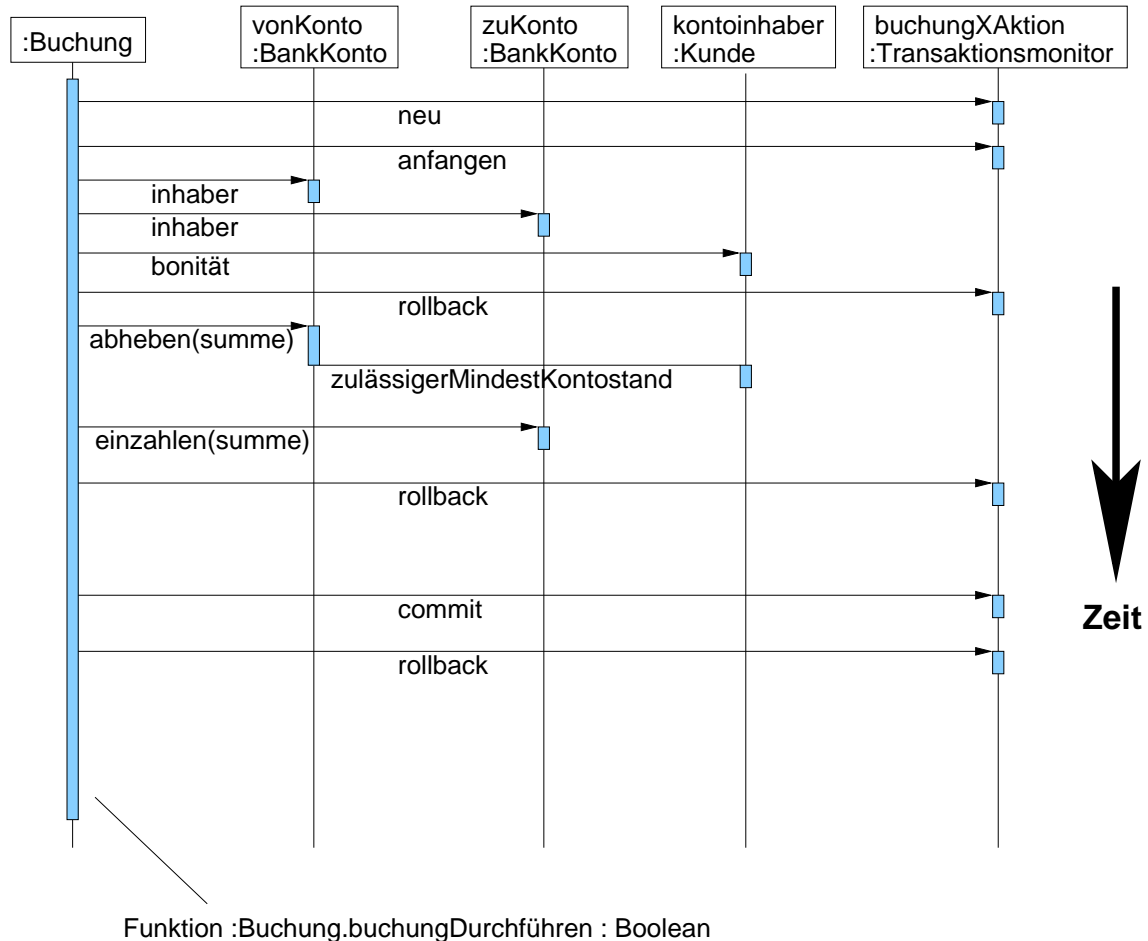 :Buchung
vonKonto
:BankKonto
zuKonto
:BankKonto
kontoinhaber
:Kunde
buchungXAktion
:Transaktionsmonitor
neu
anfangen
inhaber
inhaber
bonität
rollback
abheben(summe)
zulässigerMindestKontostand
einzahlen(summe)
rollback
commit
Zeit
rollback
Funktion :Buchung.buchungDurchführen : Boolean